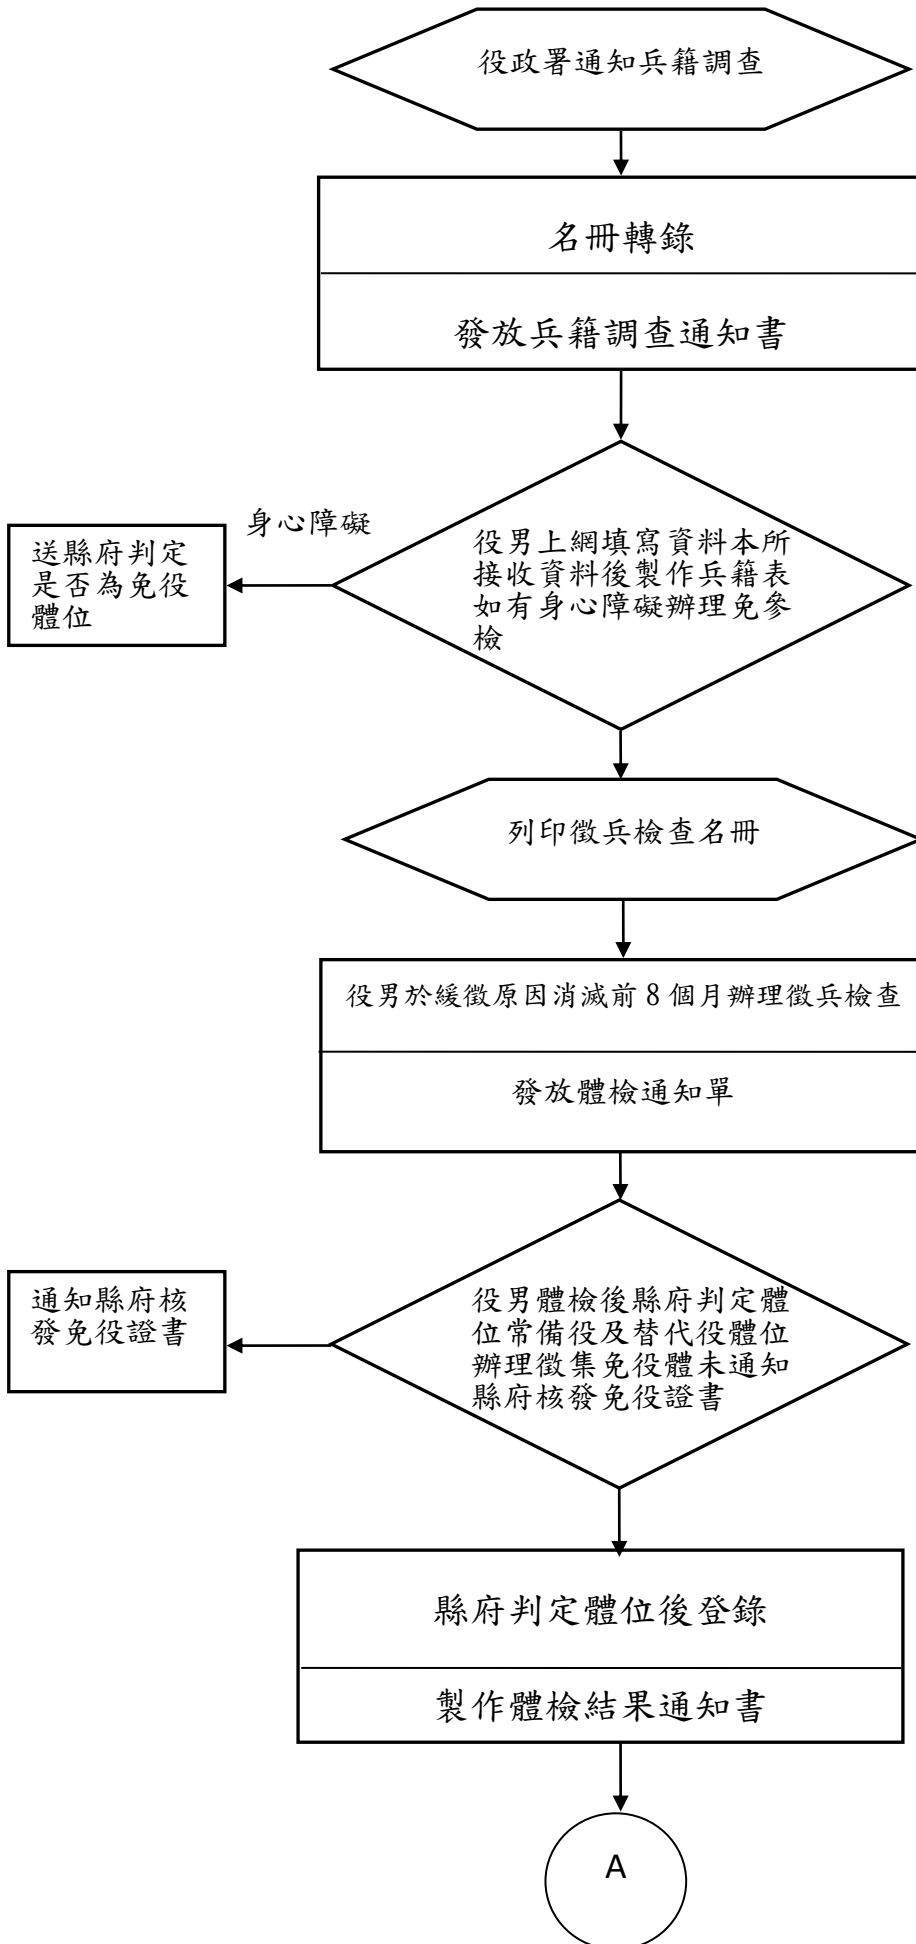 役政署通知兵籍調查
名冊轉錄
發放兵籍調查通知書
身心障礙
送縣府判定
是否為免役
體位
役男上網填寫資料本所
接收資料後製作兵籍表
如有身心障礙辦理免參
檢
列印徵兵檢查名冊
役男於緩徵原因消滅前8個月辦理徵兵檢查
發放體檢通知單
通知縣府核
發免役證書
役男體檢後縣府判定體
位常備役及替代役體位
辦理徵集免役體未通知
縣府核發免役證書
縣府判定體位後登錄
製作體檢結果通知書
A